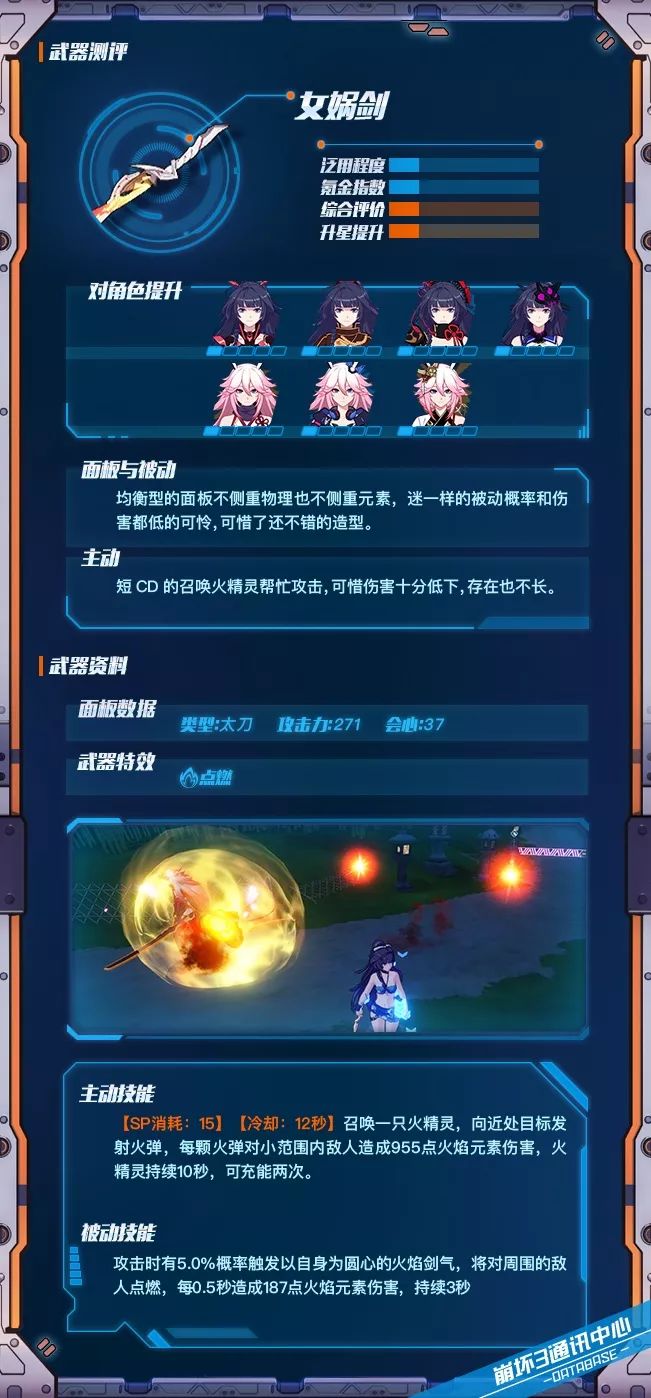 武器测评
女娲剑
泛用程度
氪金指数
综合评价
升星提升
对角色提升
面板与被动
均衡型的面板不侧重物理也不侧重元素，迷一样的被动概率和伤
害都低的可怜,可惜了还不错的造型。
主动
短 CD 的召唤火精灵帮忙攻击,可惜伤害十分低下,存在也不长。
武器资料
面板数据
类型:太刀 攻击力:271 会心:37
武器特效
点燃
主动技能
【SP消耗：15】【冷却：12秒】召唤一只火精灵，向近处目标发
射火弹，每颗火弹对小范围内敌人造成955点火焰元素伤害，火
精灵持续10秒，可充能两次。
被动技能
攻击时有5.0%概率触发以自身为圆心的火焰剑气，将对周围的敌
人点燃，每0.5秒造成187点火焰元素伤害，持续3秒
崩坏3通讯中心
-DATABASE-